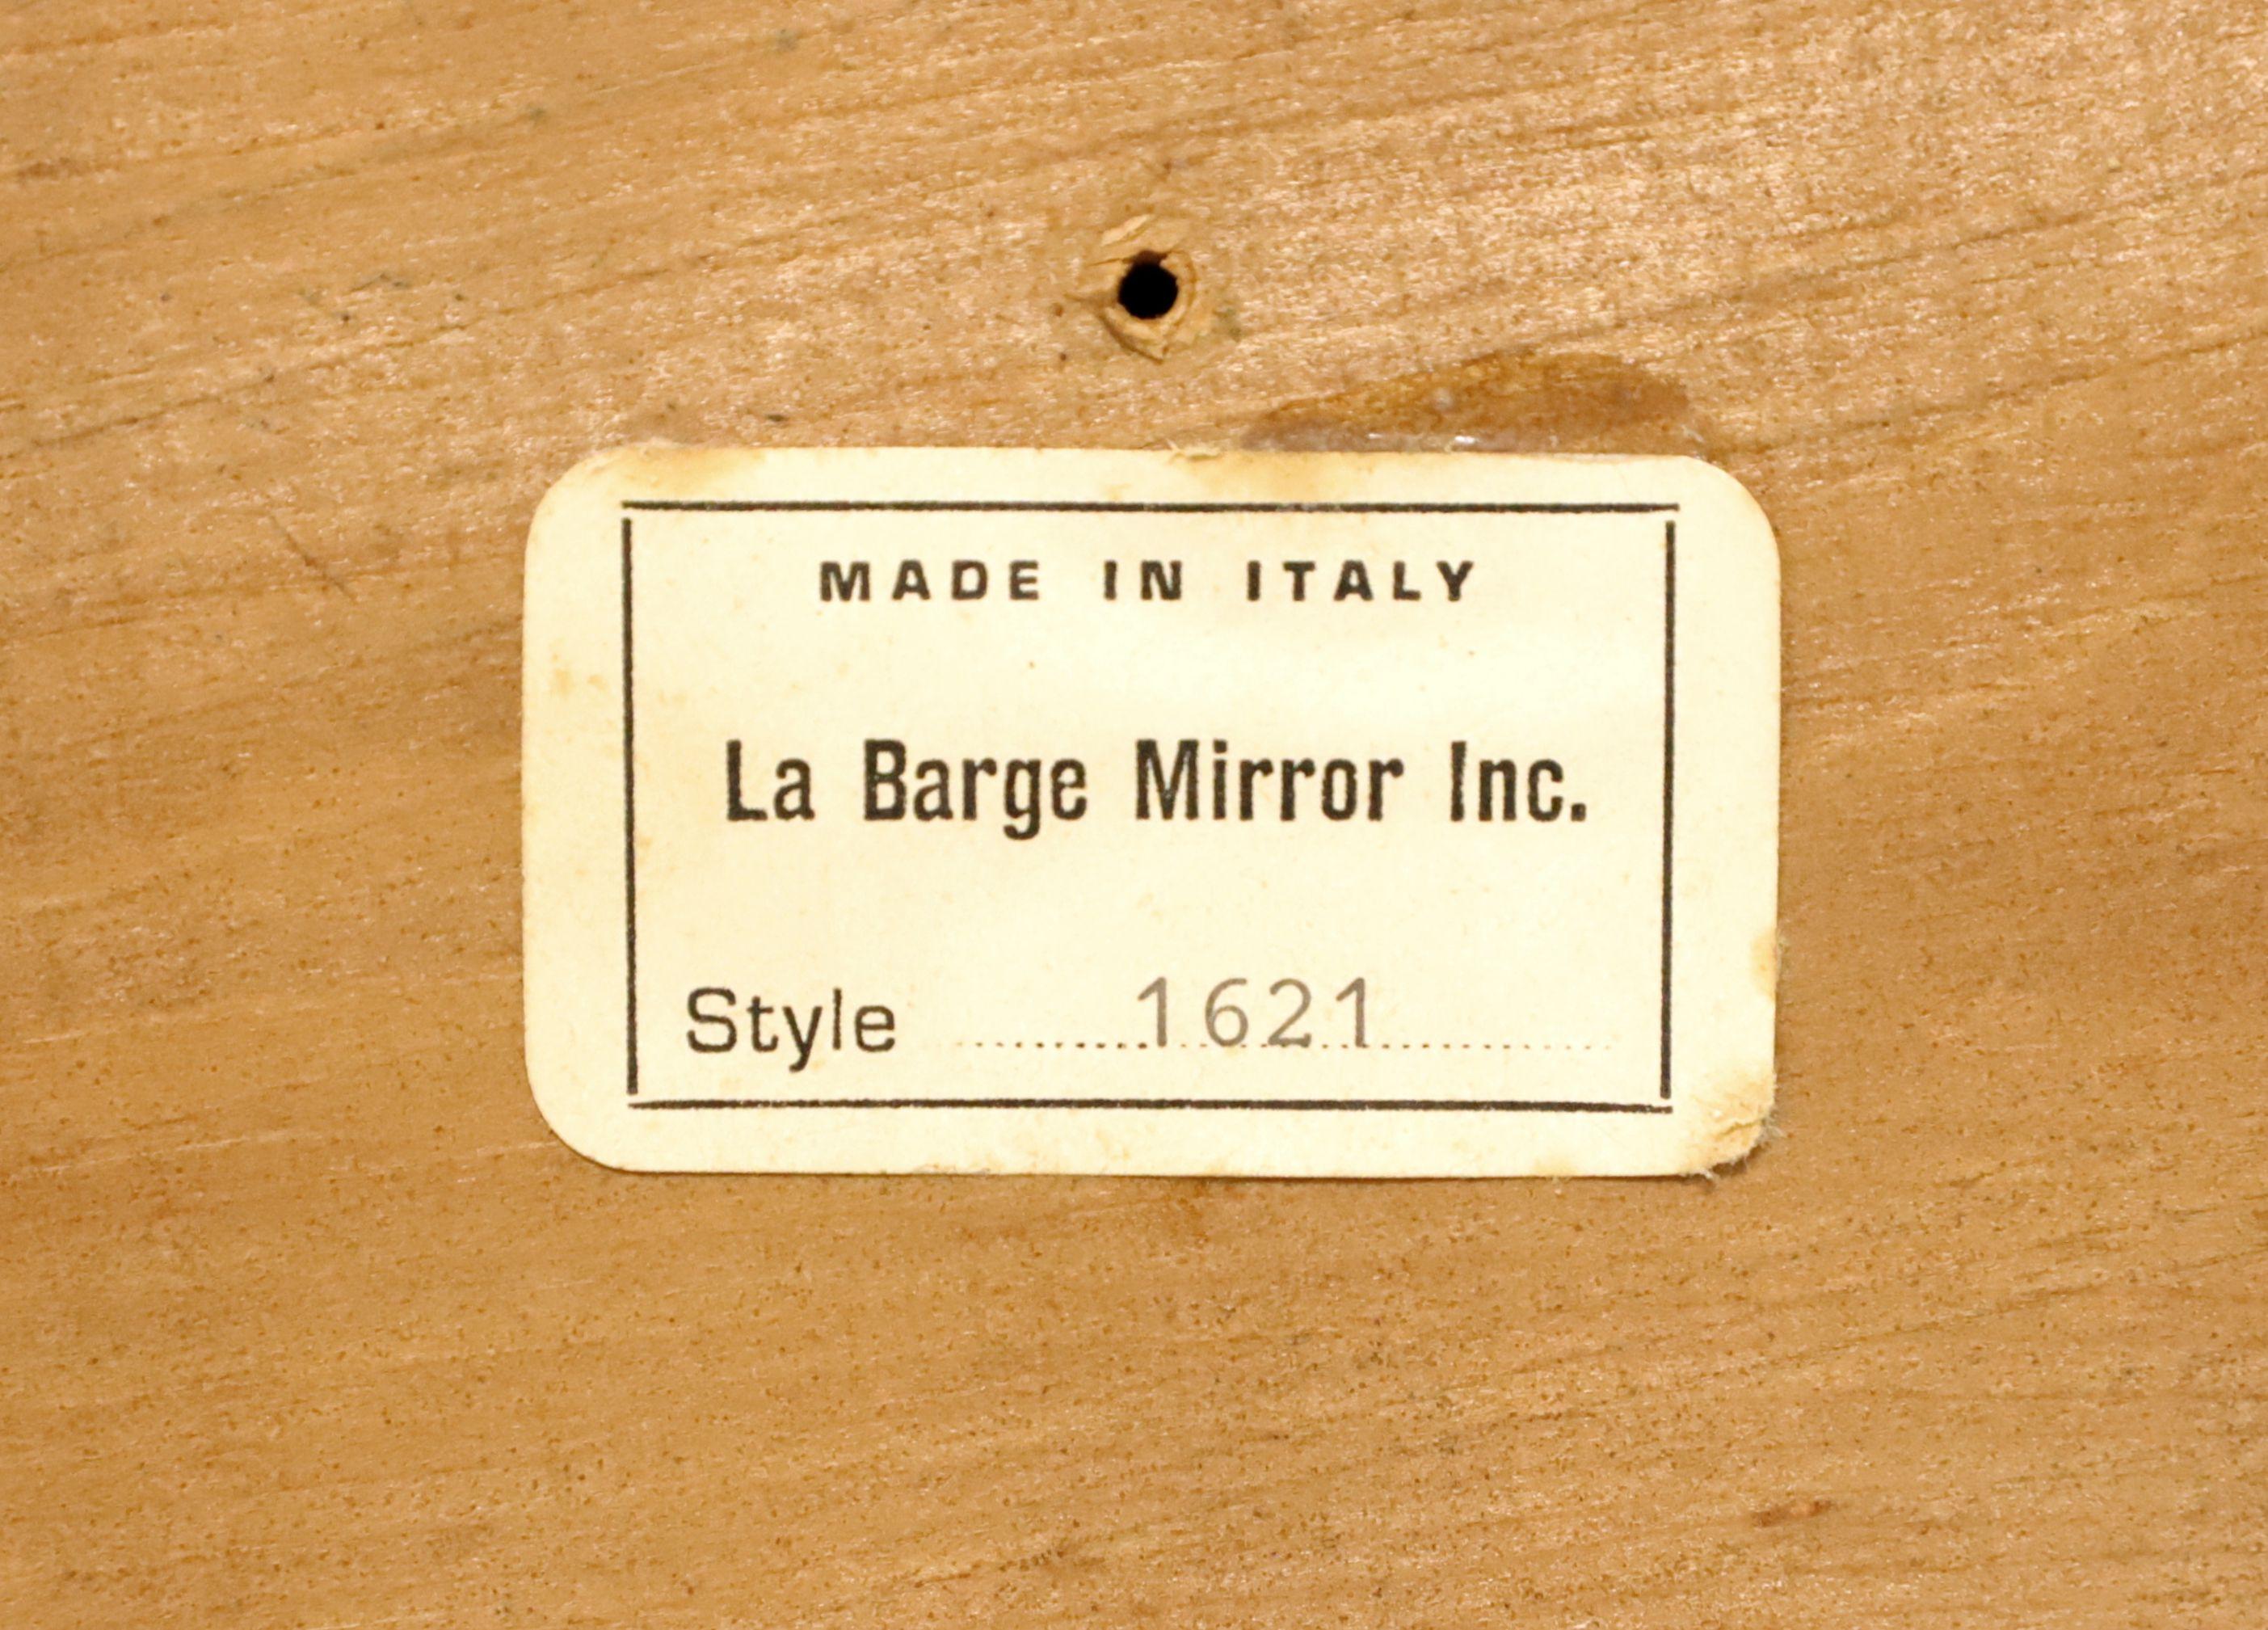 MADE IN ITALY
La Barge Mirror Inc.
Style 1621